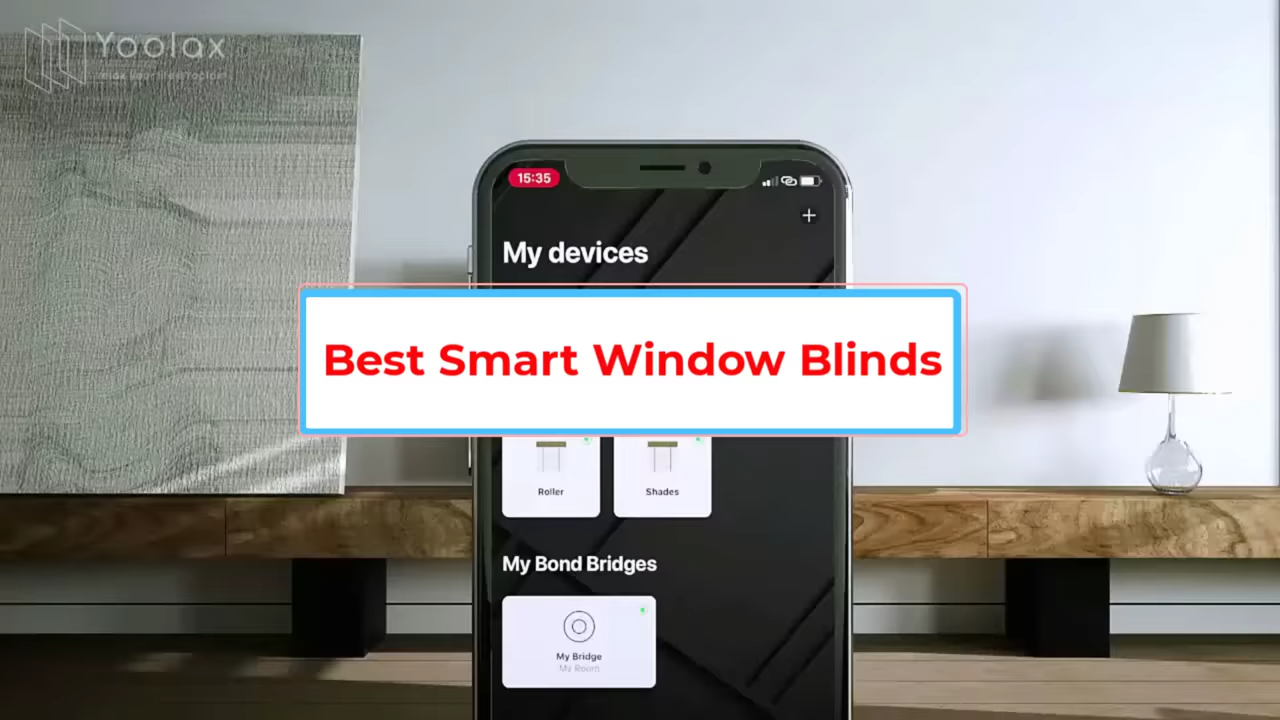 Yoolax
15:35
My devices
Best Smart Window Blinds
Roller
Shades
My Bond Bridges
My Bridge
My Room